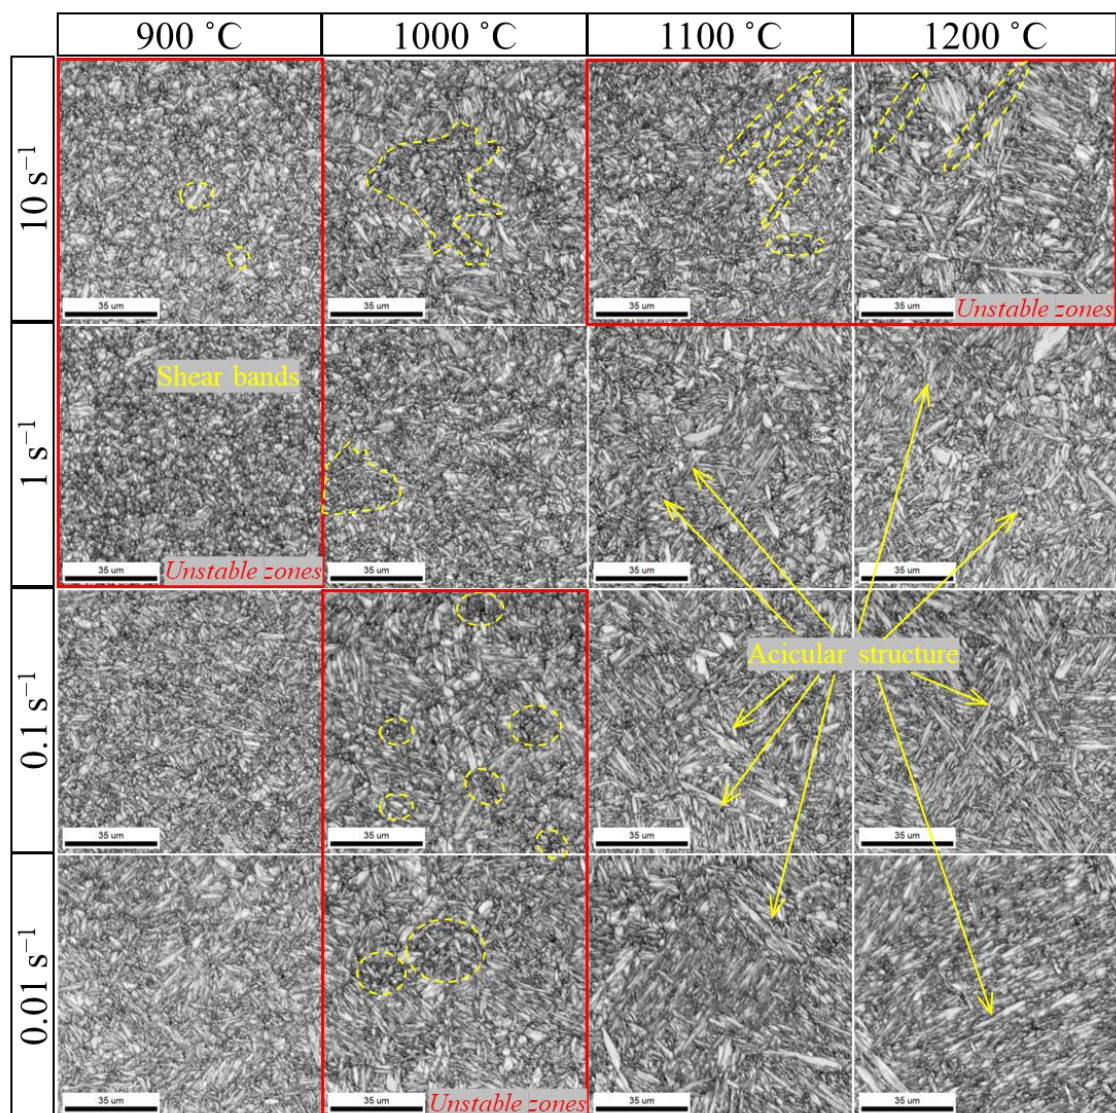 900 ˚C 1000 ˚C 1100 ˚C 1200 ˚C
10 s⁻¹
35 um 35 um 35 um 35 um
Unstable zones
1 s⁻¹
Shear bands
35 um 35 um 35 um 35 um
Unstable zones
0.1 s⁻¹
Acicular structure
35 um 35 um 35 um 35 um
0.01 s⁻¹
35 um 35 um 35 um 35 um
Unstable zones